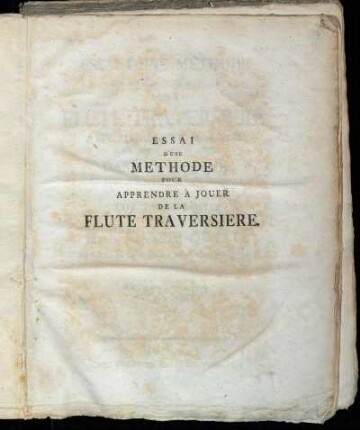 ESSAI
D'UNE
METHODE
POUR
APPRENDRE À JOUER
DE LA
FLUTE TRAVERSIERE.